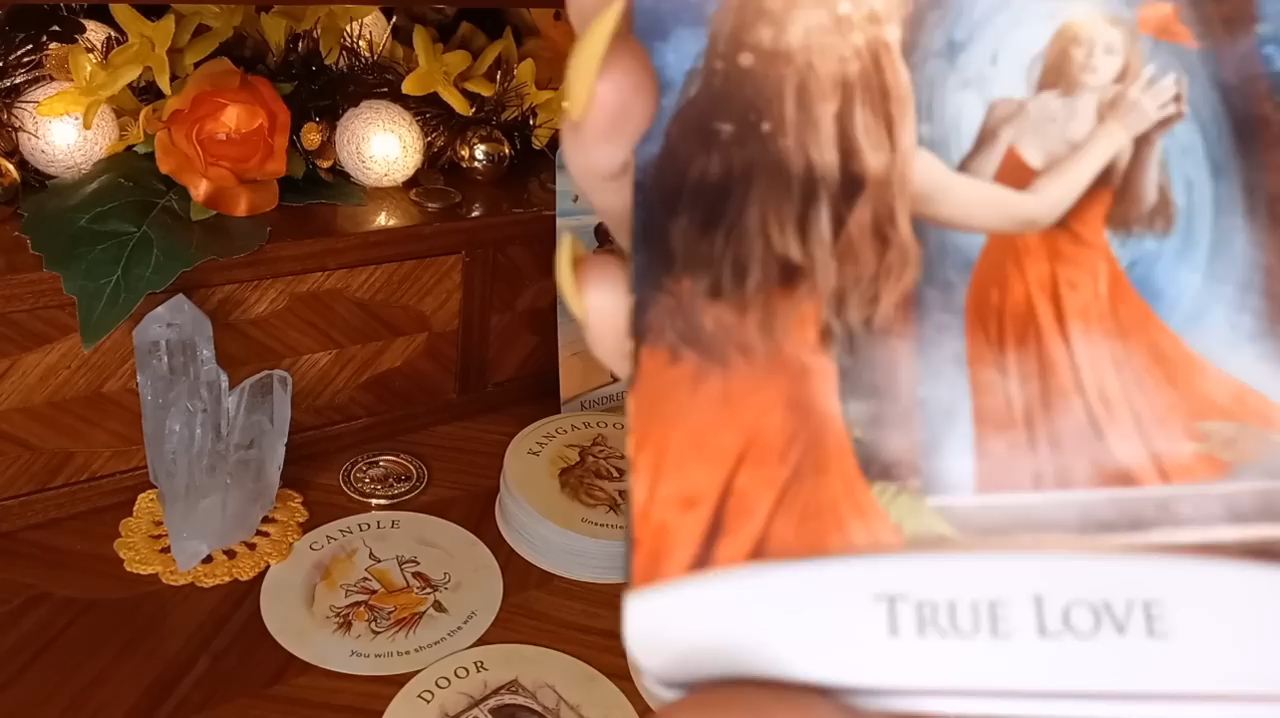 KINDRED
KANGAROO
Unsettle
CANDLE
You will be shown the way.
DOOR
TRUE LOVE